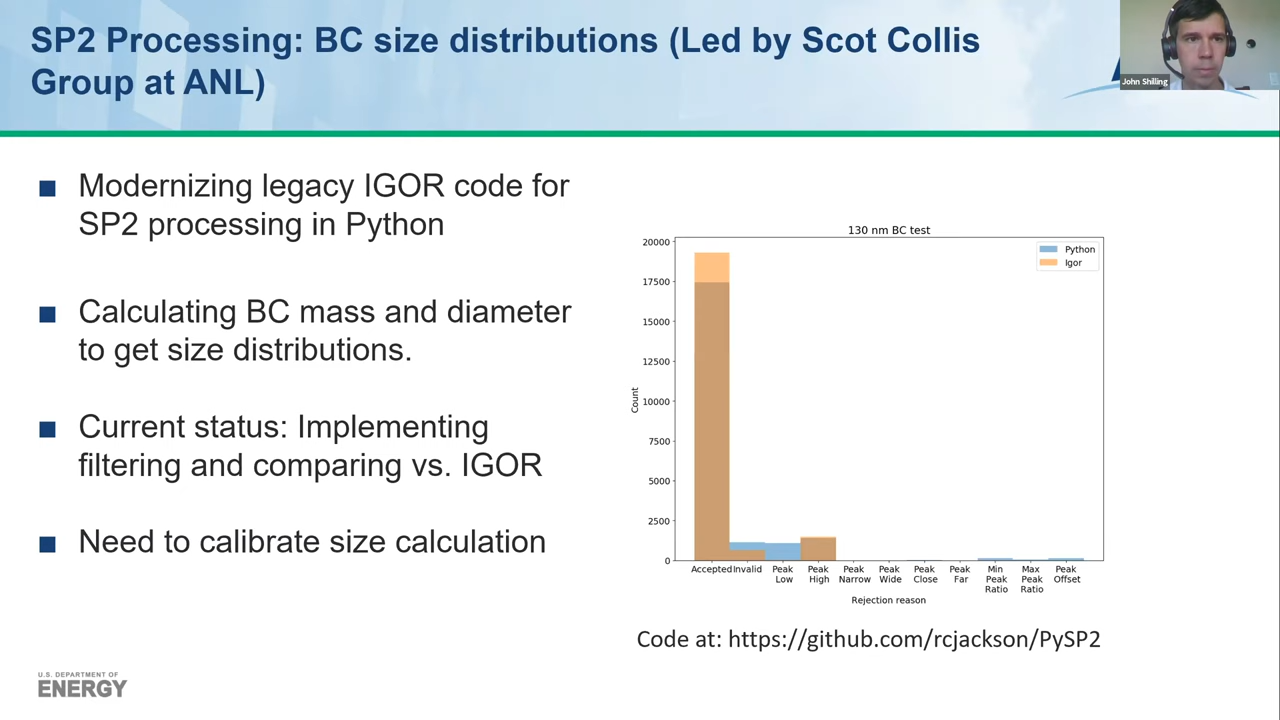 SP2 Processing: BC size distributions (Led by Scot Collis
Group at ANL)
John Shilling
■ Modernizing legacy IGOR code for
SP2 processing in Python
■ Calculating BC mass and diameter
to get size distributions.
■ Current status: Implementing
filtering and comparing vs. IGOR
■ Need to calibrate size calculation
130 nm BC test
Python
Igor
20000
17500
15000
12500
10000
7500
5000
2500
0
Count
Accepted Invalid Peak Peak Peak Peak Peak Peak Min Max Peak
Low High Narrow Wide Close Far Peak Peak Offset
Ratio Ratio
Rejection reason
Code at: https://github.com/rcjackson/PySP2
U.S. DEPARTMENT OF
ENERGY